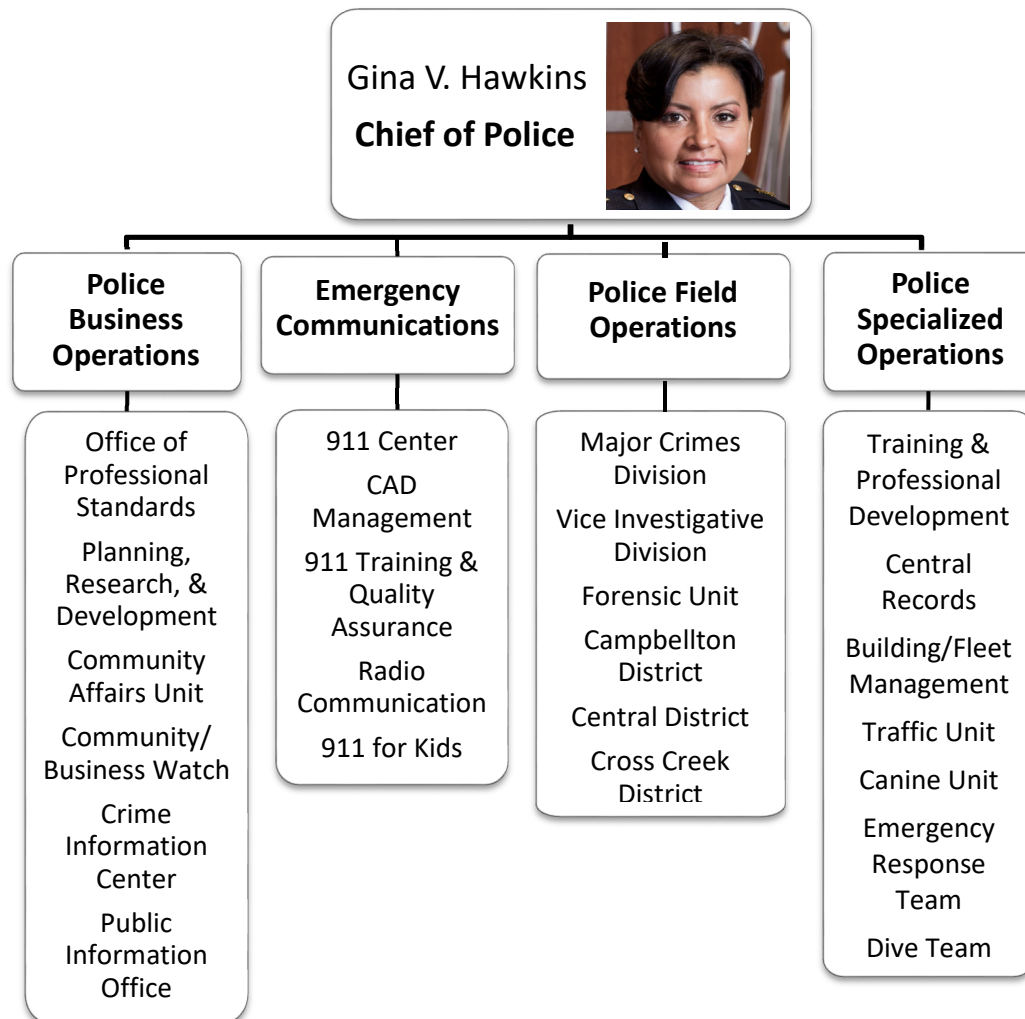 Gina V. Hawkins
Chief of Police
Police
Business
Operations
Office of
Professional
Standards
Planning,
Research, &
Development
Community
Affairs Unit
Community/
Business Watch
Crime
Information
Center
Public
Information
Office
Emergency
Communications
911 Center
CAD
Management
911 Training &
Quality
Assurance
Radio
Communication
911 for Kids
Police Field
Operations
Major Crimes
Division
Vice Investigative
Division
Forensic Unit
Campbellton
District
Central District
Cross Creek
District
Police
Specialized
Operations
Training &
Professional
Development
Central
Records
Building/Fleet
Management
Traffic Unit
Canine Unit
Emergency
Response
Team
Dive Team